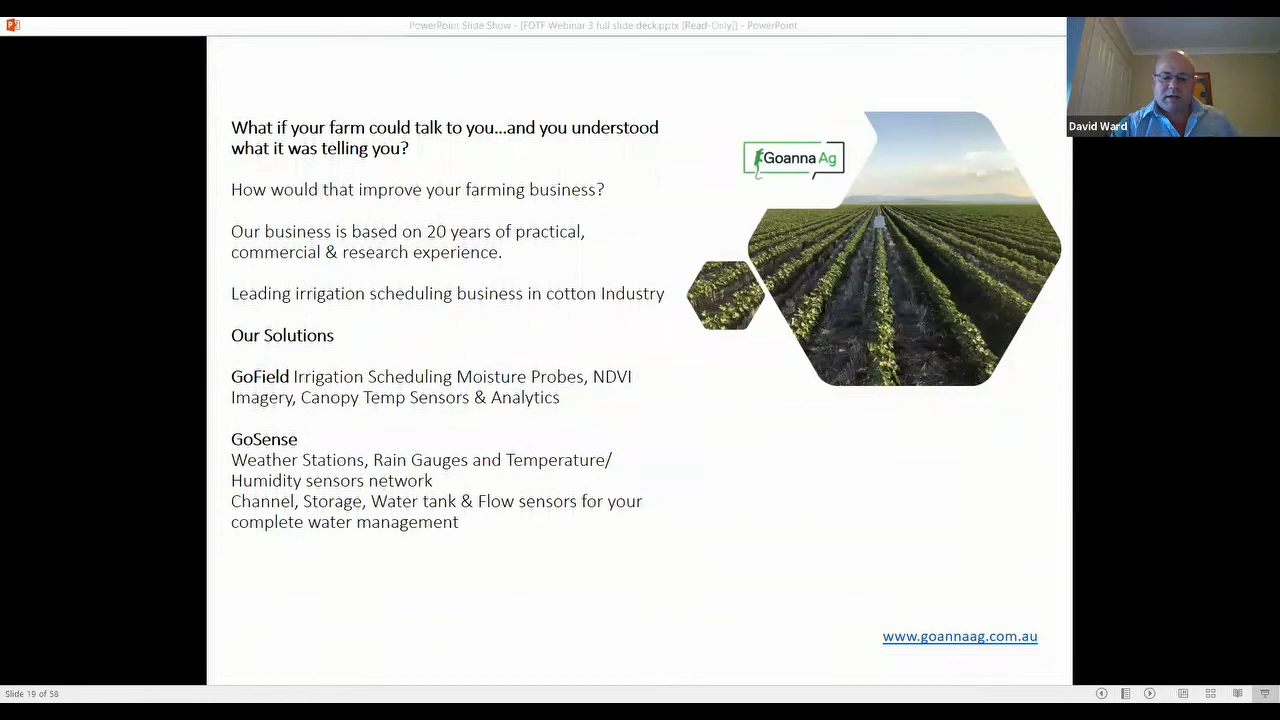 PowerPoint Slide Show - [FOTF Webinar 3 full slide deck.pptx [Read-Only]] - PowerPoint
David Ward
What if your farm could talk to you...and you understood
what it was telling you?
Goanna Ag
How would that improve your farming business?
Our business is based on 20 years of practical,
commercial & research experience.
Leading irrigation scheduling business in cotton Industry
Our Solutions
GoField Irrigation Scheduling Moisture Probes, NDVI
Imagery, Canopy Temp Sensors & Analytics
GoSense
Weather Stations, Rain Gauges and Temperature/
Humidity sensors network
Channel, Storage, Water tank & Flow sensors for your
complete water management
www.goannaag.com.au
Slide 19 of 58